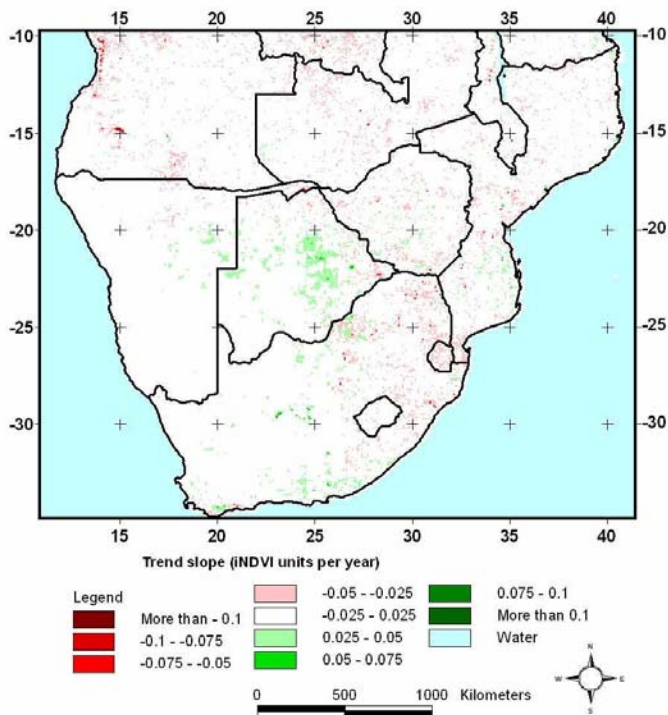 15 20 25 30 35 40
-10 -10
-15 -15
-20 -20
-25 -25
-30 -30
15 20 25 30 35 40
Trend slope (iNDVI units per year)
Legend
More than - 0.1
-0.1 - -0.075
-0.075 - -0.05
-0.05 - -0.025
-0.025 - 0.025
0.025 - 0.05
0.05 - 0.075
0.075 - 0.1
More than 0.1
Water
0 500 1000 Kilometers
N
W E
S